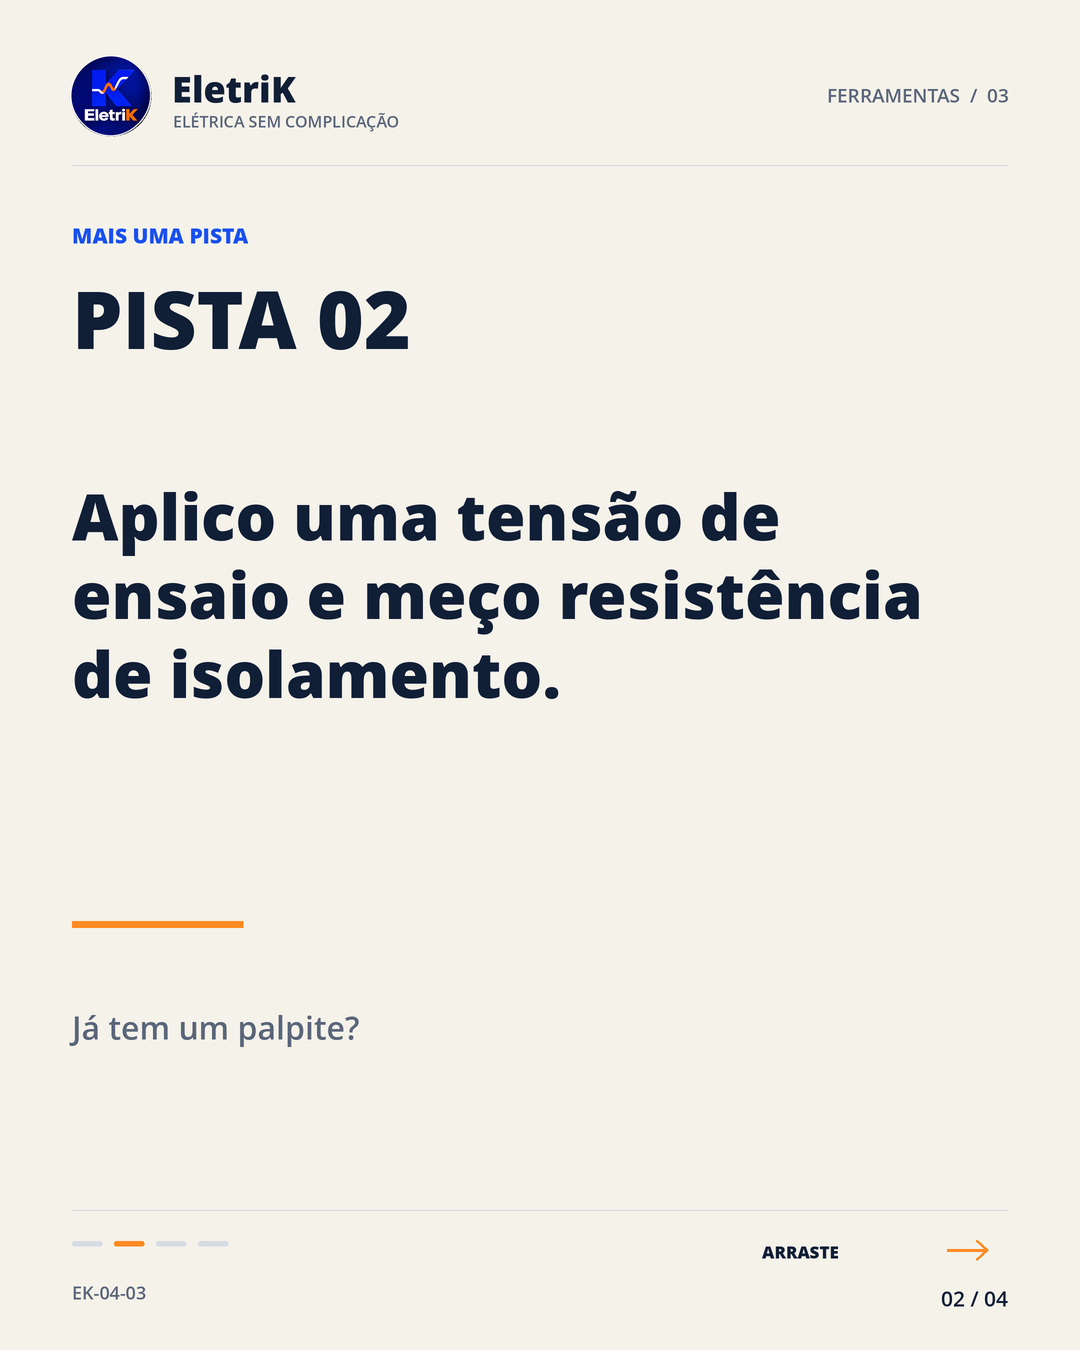 EletriK
EletriK
ELÉTRICA SEM COMPLICAÇÃO
FERRAMENTAS / 03
MAIS UMA PISTA
PISTA 02
Aplico uma tensão de
ensaio e meço resistência
de isolamento.
Já tem um palpite?
ARRASTE
EK-04-03
02 / 04